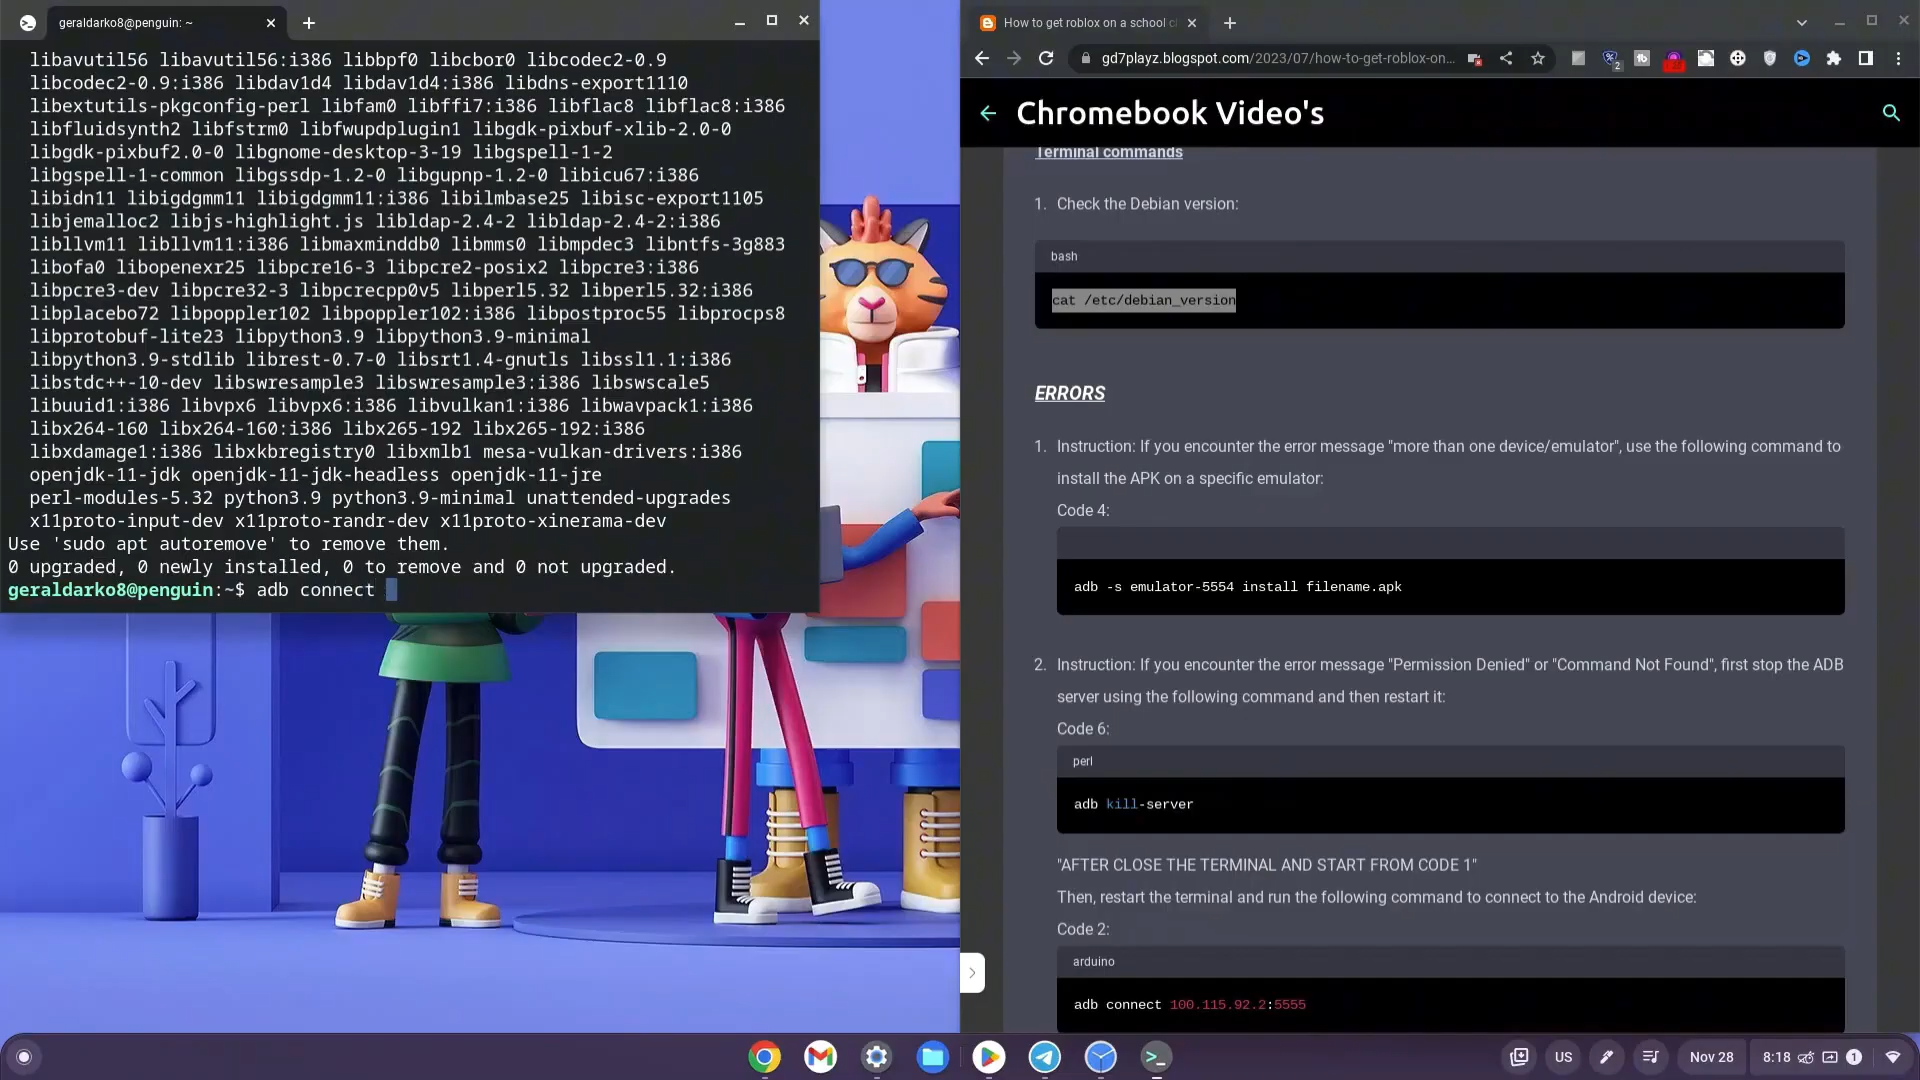 geraldarko8@penguin: ~
libavutil56 libavutil56:i386 libbpf0 libcbor0 libcodec2-0.9
libcodec2-0.9:i386 libdav1d4 libdav1d4:i386 libdns-export1110
libextutils-pkgconfig-perl libfam0 libffi7:i386 libflac8 libflac8:i386
libfluidsynth2 libfstrm0 libfwupdplugin1 libgdk-pixbuf-xlib-2.0-0
libgdk-pixbuf2.0-0 libgnome-desktop-3-19 libgspell-1-2
libgspell-1-common libgssdp-1.2-0 libgupnp-1.2-0 libicu67:i386
libidn11 libigdgmm11 libigdgmm11:i386 libilmbase25 libisc-export1105
libjemalloc2 libjs-highlight.js libldap-2.4-2 libldap-2.4-2:i386
libllvm11 libllvm11:i386 libmaxminddb0 libmms0 libmpdec3 libntfs-3g883
libofa0 libopenexr25 libpcre16-3 libpcre2-posix2 libpcre3:i386
libpcre3-dev libpcre32-3 libpcrecpp0v5 libperl5.32 libperl5.32:i386
libplacebo72 libpoppler102 libpoppler102:i386 libpostproc55 libprocps8
libprotobuf-lite23 libpython3.9 libpython3.9-minimal
libpython3.9-stdlib librest-0.7-0 libsrt1.4-gnutls libssl1.1:i386
libstdc++-10-dev libswresample3 libswresample3:i386 libswscale5
libuuid1:i386 libvpx6 libvpx6:i386 libvulkan1:i386 libwavpack1:i386
libx264-160 libx264-160:i386 libx265-192 libx265-192:i386
libxdamage1:i386 libxkbregistry0 libxmlb1 mesa-vulkan-drivers:i386
openjdk-11-jdk openjdk-11-jdk-headless openjdk-11-jre
perl-modules-5.32 python3.9 python3.9-minimal unattended-upgrades
x11proto-input-dev x11proto-randr-dev x11proto-xinerama-dev
Use 'sudo apt autoremove' to remove them.
0 upgraded, 0 newly installed, 0 to remove and 0 not upgraded.
geraldarko8@penguin:~$ adb connect
How to get roblox on a school c
gd7playz.blogspot.com/2023/07/how-to-get-roblox-on...
Chromebook Video's
Terminal commands
1. Check the Debian version:
bash
cat /etc/debian_version
ERRORS
1. Instruction: If you encounter the error message "more than one device/emulator", use the following command to
install the APK on a specific emulator:
Code 4:
adb -s emulator-5554 install filename.apk
2. Instruction: If you encounter the error message "Permission Denied" or "Command Not Found", first stop the ADB
server using the following command and then restart it:
Code 6:
perl
adb kill-server
"AFTER CLOSE THE TERMINAL AND START FROM CODE 1"
Then, restart the terminal and run the following command to connect to the Android device:
Code 2:
arduino
adb connect 100.115.92.2:5555
US
Nov 28
8:18
1